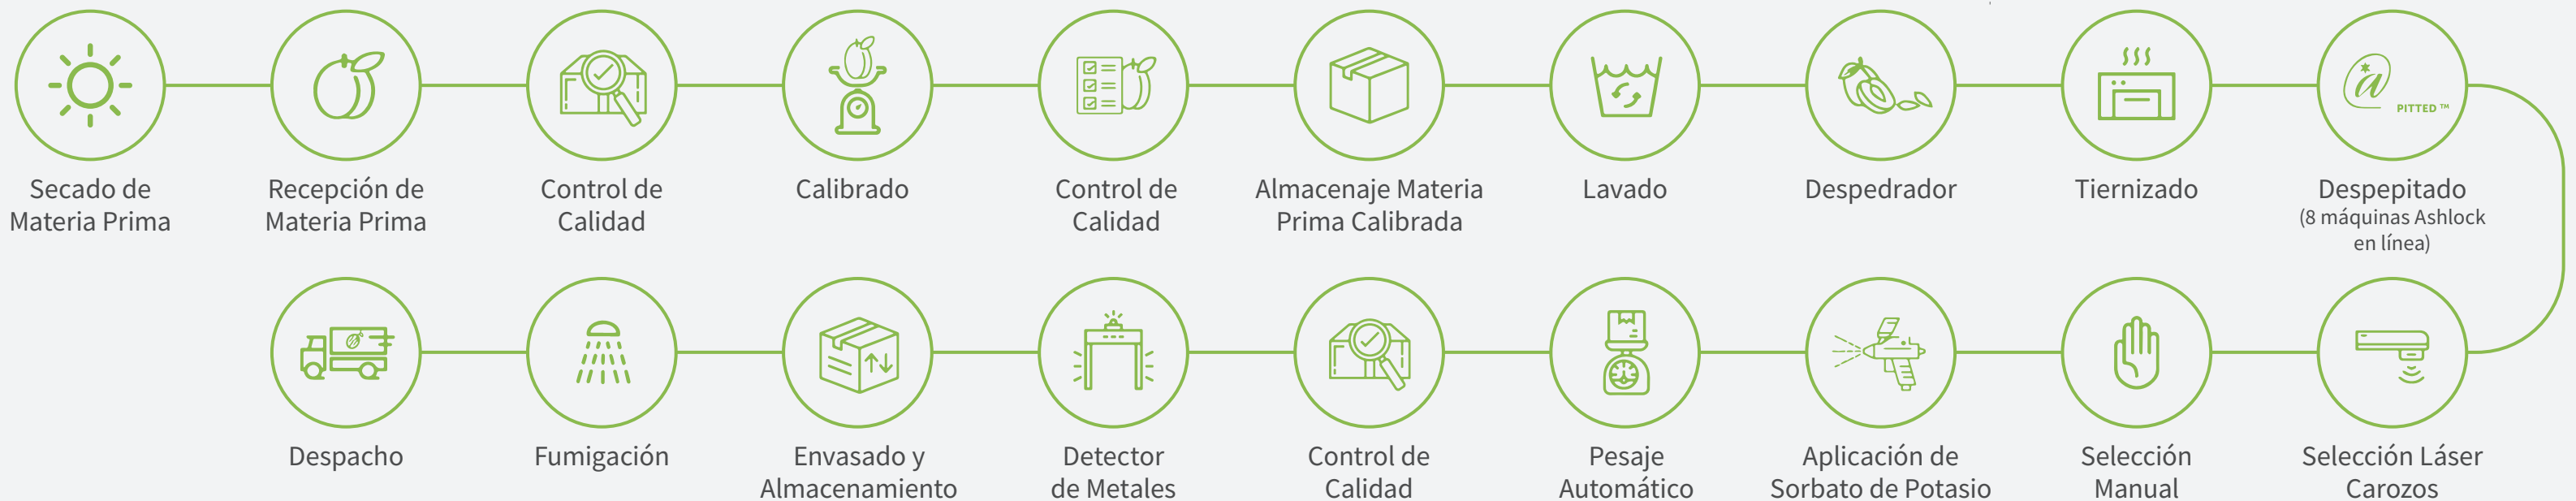 Secado de
Materia Prima
Recepción de
Materia Prima
Control de
Calidad
Calibrado
Control de
Calidad
Almacenaje Materia
Prima Calibrada
Lavado
Despedrador
Tiernizado
a
PITTED ™
Despepitado
(8 máquinas Ashlock
en línea)
Despacho
Fumigación
Envasado y
Almacenamiento
Detector
de Metales
Control de
Calidad
Pesaje
Automático
Aplicación de
Sorbato de Potasio
Selección
Manual
Selección Láser
Carozos